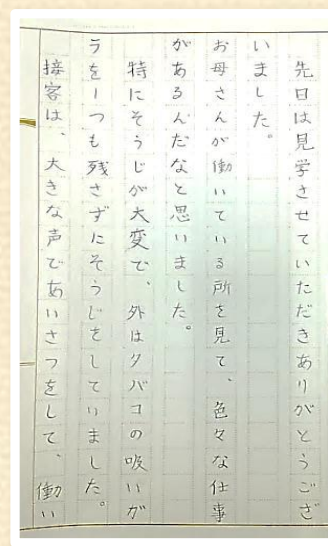 先日は見学させていただきありがとうござ
いました。
お母さんが働いている所を見て、色々な仕事
があるんだなと思いました。
特にそうじが大変で、外はタバコの吸いが
ラを一つも残さずにそうじをしていました。
接客は、大きな声であいさつをして、働い